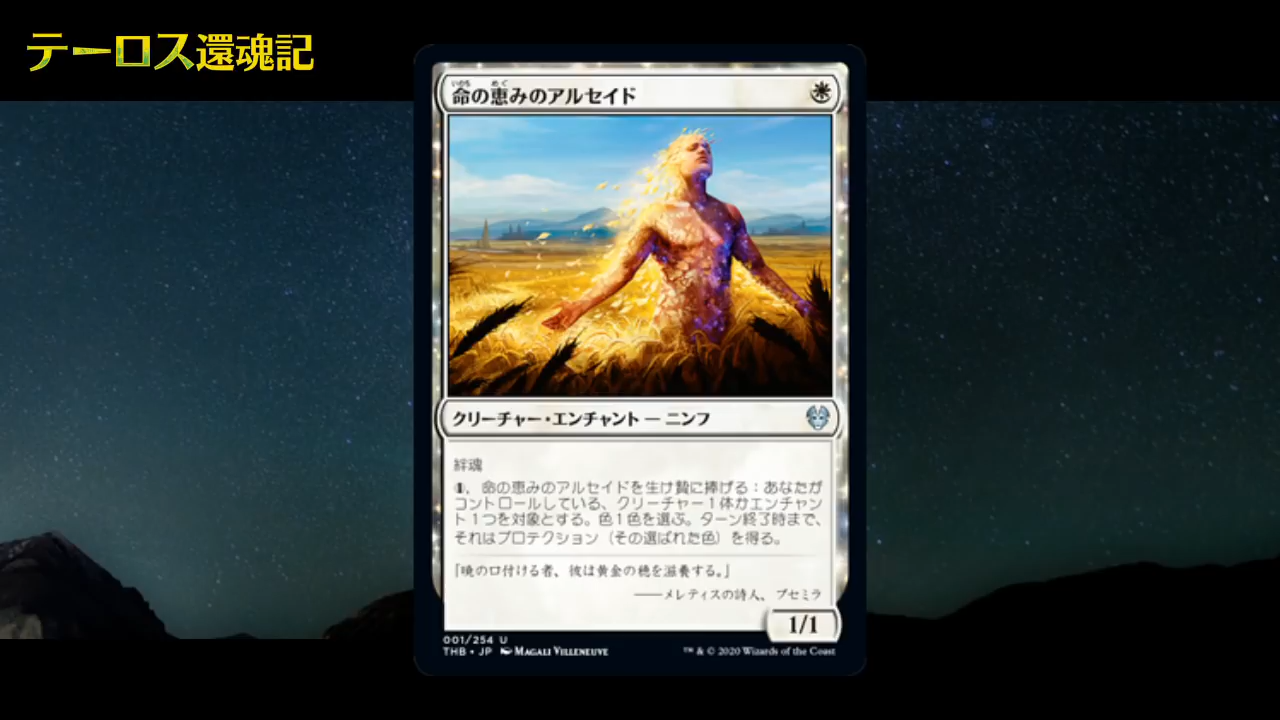 テーロス還魂記
命の恵みのアルセイド
クリーチャー・エンチャント — ニンフ
絆魂
①、命の恵みのアルセイドを生け贄に捧げる：あなたが
コントロールしている、クリーチャー１体かエンチャン
ト１つを対象とする。色１色を選ぶ。ターン終了時まで、
それはプロテクション（その選ばれた色）を得る。
「暁の口付ける者、彼は黄金の穂を滋養する。」
――メレティスの詩人、プセミラ
1/1
001/254 U
THB • JP MAGALI VILLENEUVE
™ & © 2020 Wizards of the Coast